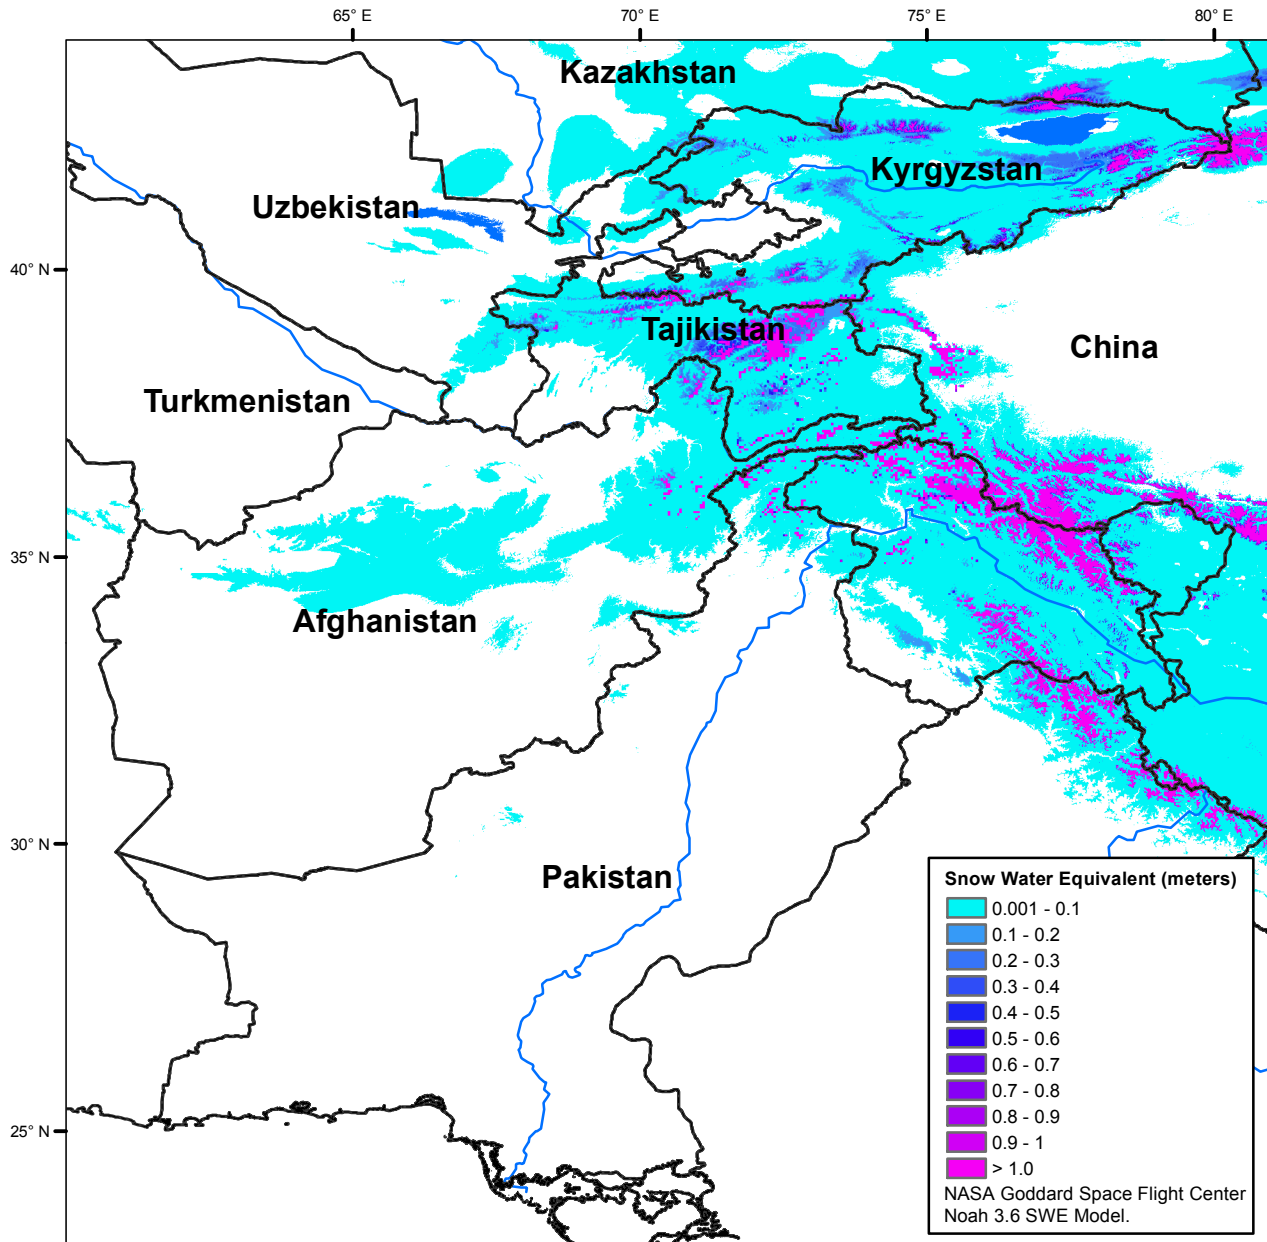 65° E
70° E
75° E
80° E
Kazakhstan
Kyrgyzstan
Uzbekistan
40° N
Tajikistan
China
Turkmenistan
35° N
Afghanistan
30° N
Pakistan
25° N
Snow Water Equivalent (meters)
0.001 - 0.1
0.1 - 0.2
0.2 - 0.3
0.3 - 0.4
0.4 - 0.5
0.5 - 0.6
0.6 - 0.7
0.7 - 0.8
0.8 - 0.9
0.9 - 1
> 1.0
NASA Goddard Space Flight Center
Noah 3.6 SWE Model.